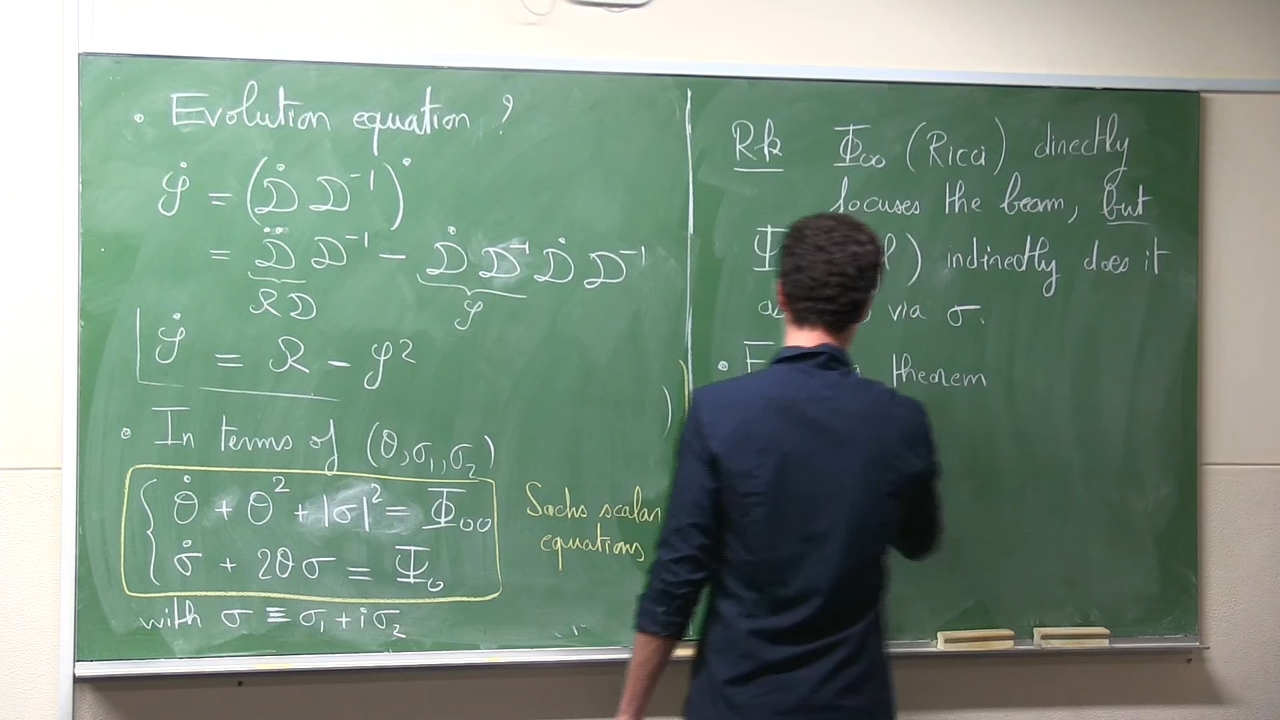 • Evolution equation ?
𝒮̇ = (𝒟̇ 𝒟⁻¹)˙
= 𝒟̈ 𝒟⁻¹ − 𝒟̇ 𝒟⁻¹ 𝒟̇ 𝒟⁻¹
ℛ𝒟 𝒮
𝒮̇ = ℛ − 𝒮²
• In terms of (θ, σ₁, σ₂)
θ̇ + θ² + |σ|² = Φ₀₀
σ̇ + 2θσ = Ψ₀
with σ ≡ σ₁ + iσ₂
Sachs scalar
equations
Rk Φ₀₀ (Ricci) directly
focuses the beam, but
) indirectly does it
via σ.
• theorem